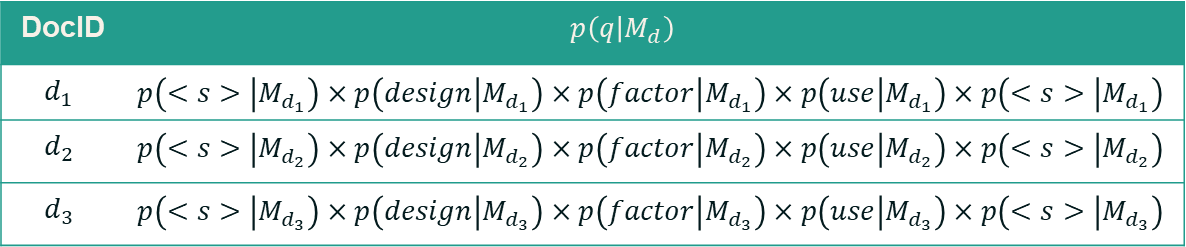 DocID p(q|M_d)
d_1 p(< s > |M_{d_1}) × p(design|M_{d_1}) × p(factor|M_{d_1}) × p(use|M_{d_1}) × p(< s > |M_{d_1})
d_2 p(< s > |M_{d_2}) × p(design|M_{d_2}) × p(factor|M_{d_2}) × p(use|M_{d_2}) × p(< s > |M_{d_2})
d_3 p(< s > |M_{d_3}) × p(design|M_{d_3}) × p(factor|M_{d_3}) × p(use|M_{d_3}) × p(< s > |M_{d_3})